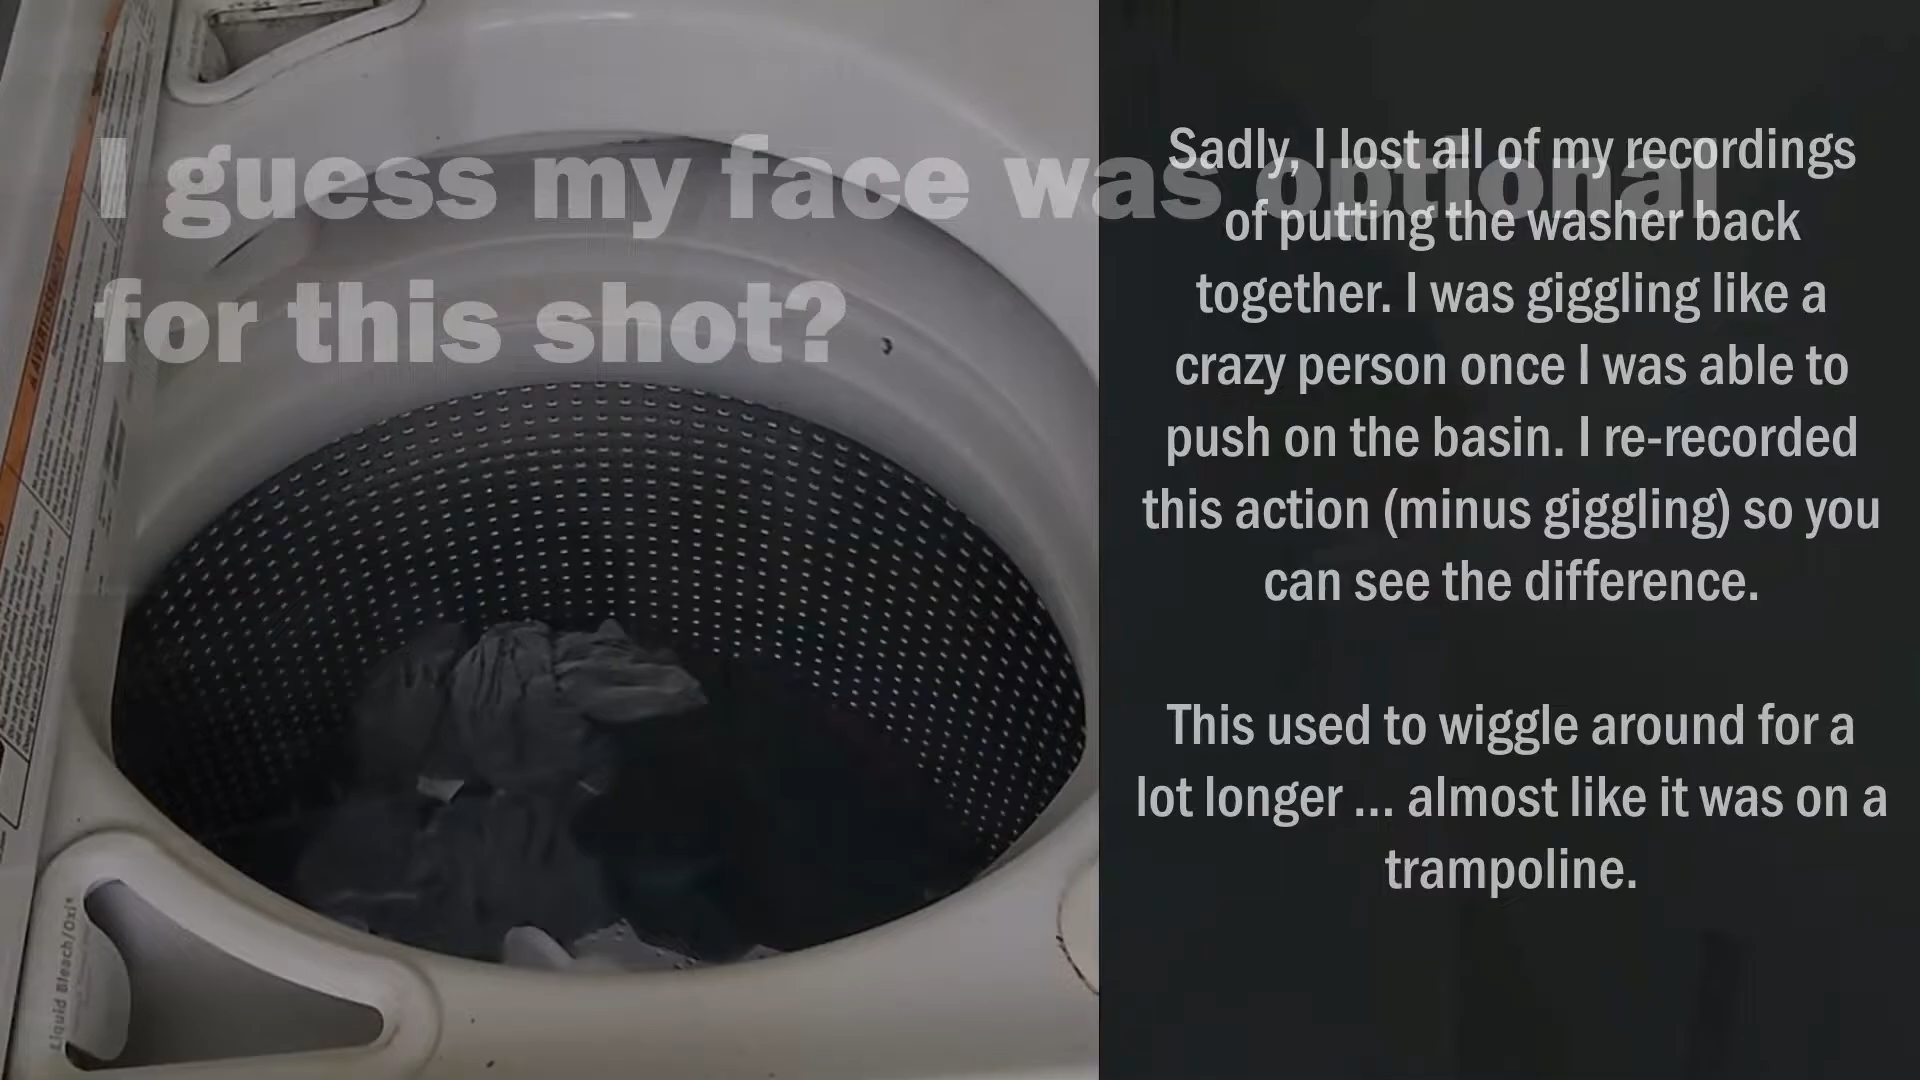 I guess my face was optional
for this shot?
Sadly, I lost all of my recordings
of putting the washer back
together. I was giggling like a
crazy person once I was able to
push on the basin. I re-recorded
this action (minus giggling) so you
can see the difference.
This used to wiggle around for a
lot longer ... almost like it was on a
trampoline.
Liquid Bleach/Oxi*